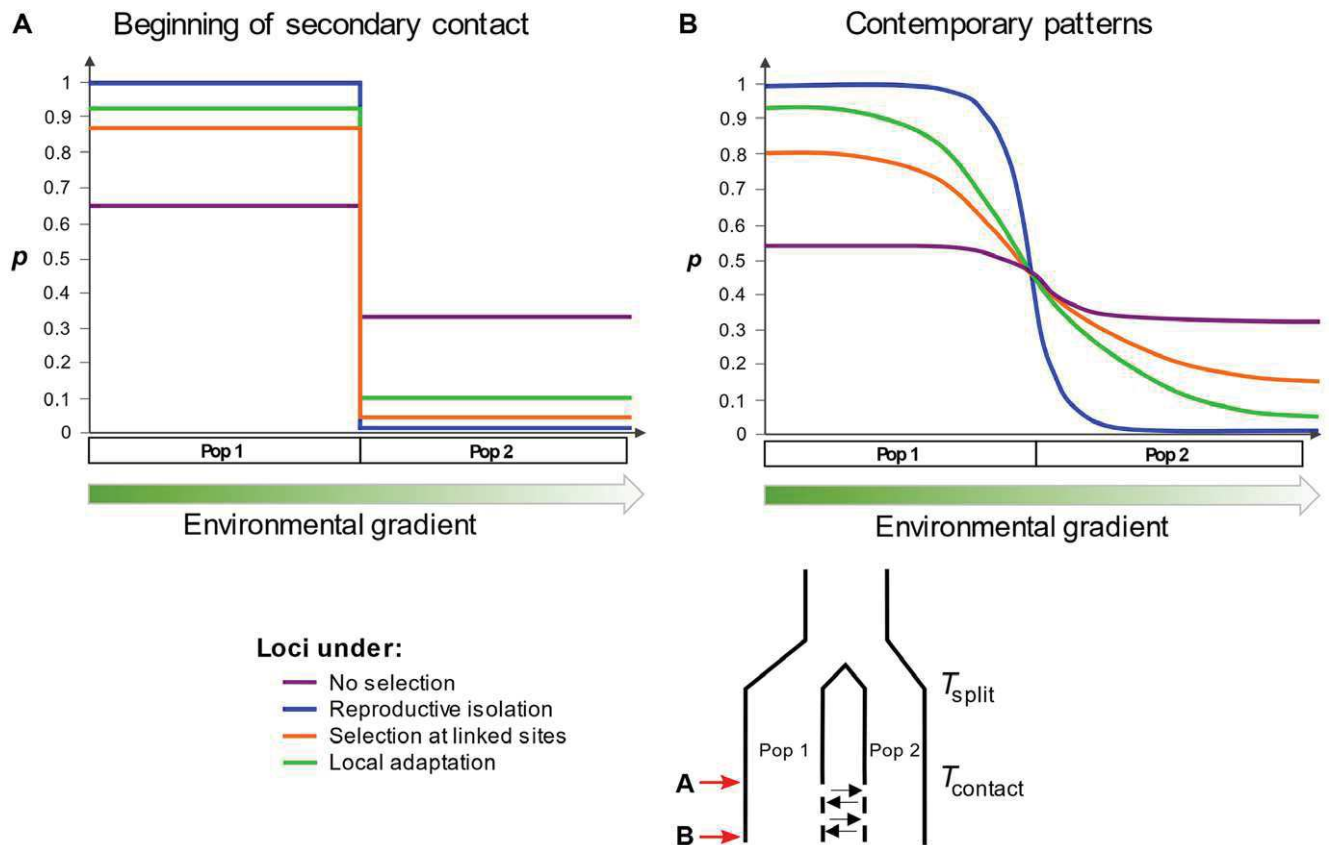 A Beginning of secondary contact
1
0.9
0.8
0.7
0.6
0.5
0.4
0.3
0.2
0.1
0
p
Pop 1 Pop 2
Environmental gradient
B Contemporary patterns
1
0.9
0.8
0.7
0.6
0.5
0.4
0.3
0.2
0.1
0
p
Pop 1 Pop 2
Environmental gradient
Loci under:
No selection
Reproductive isolation
Selection at linked sites
Local adaptation
Tsplit
Pop 1 Pop 2
Tcontact
A
B